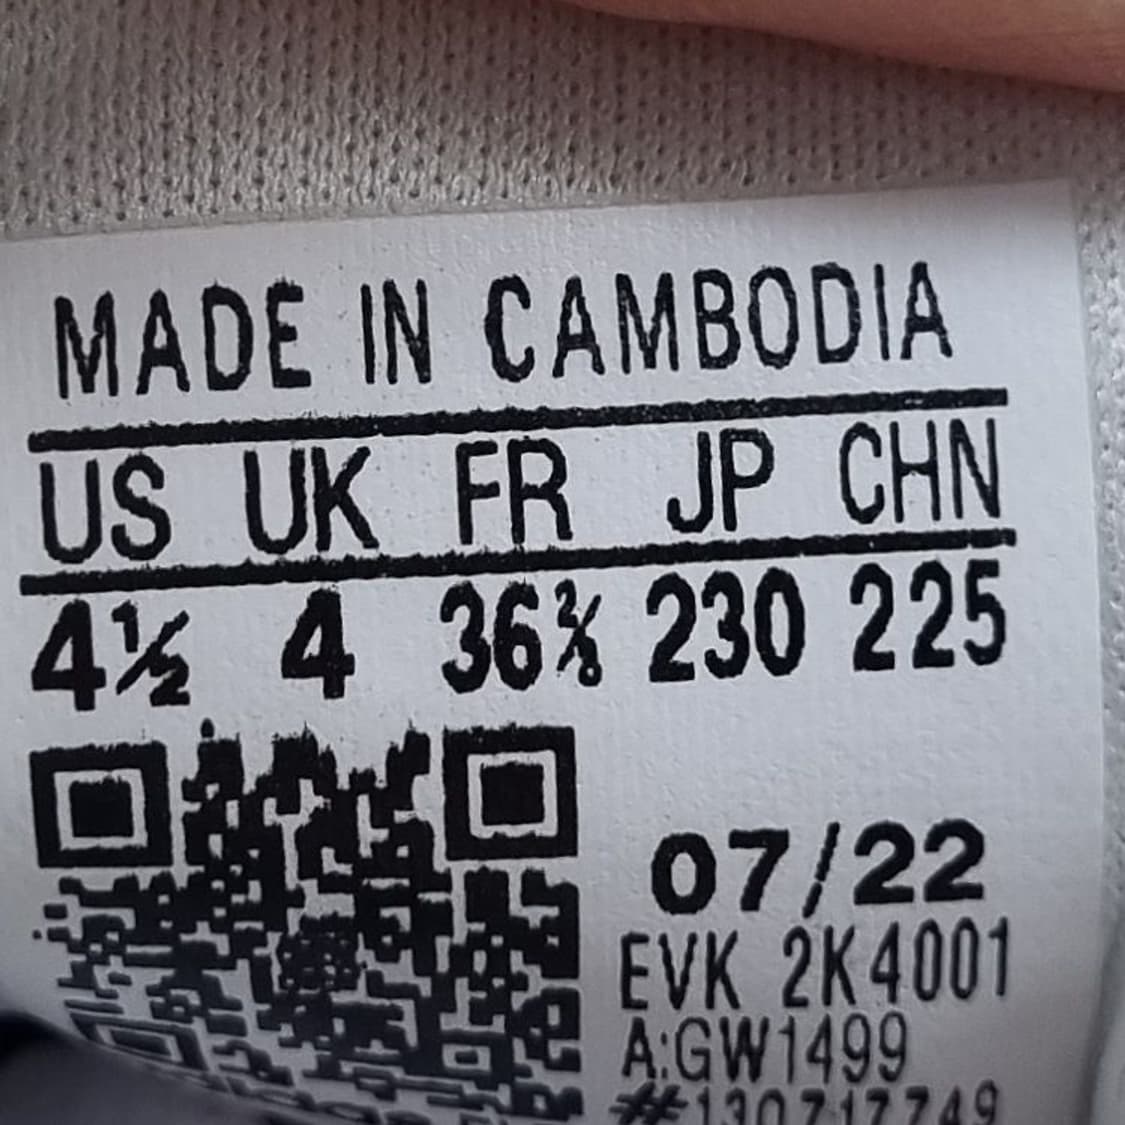 MADE IN CAMBODIA
US UK FR JP CHN
4½ 4 36⅔ 230 225
07/22
EVK 2K4001
A:GW1499
#130717749